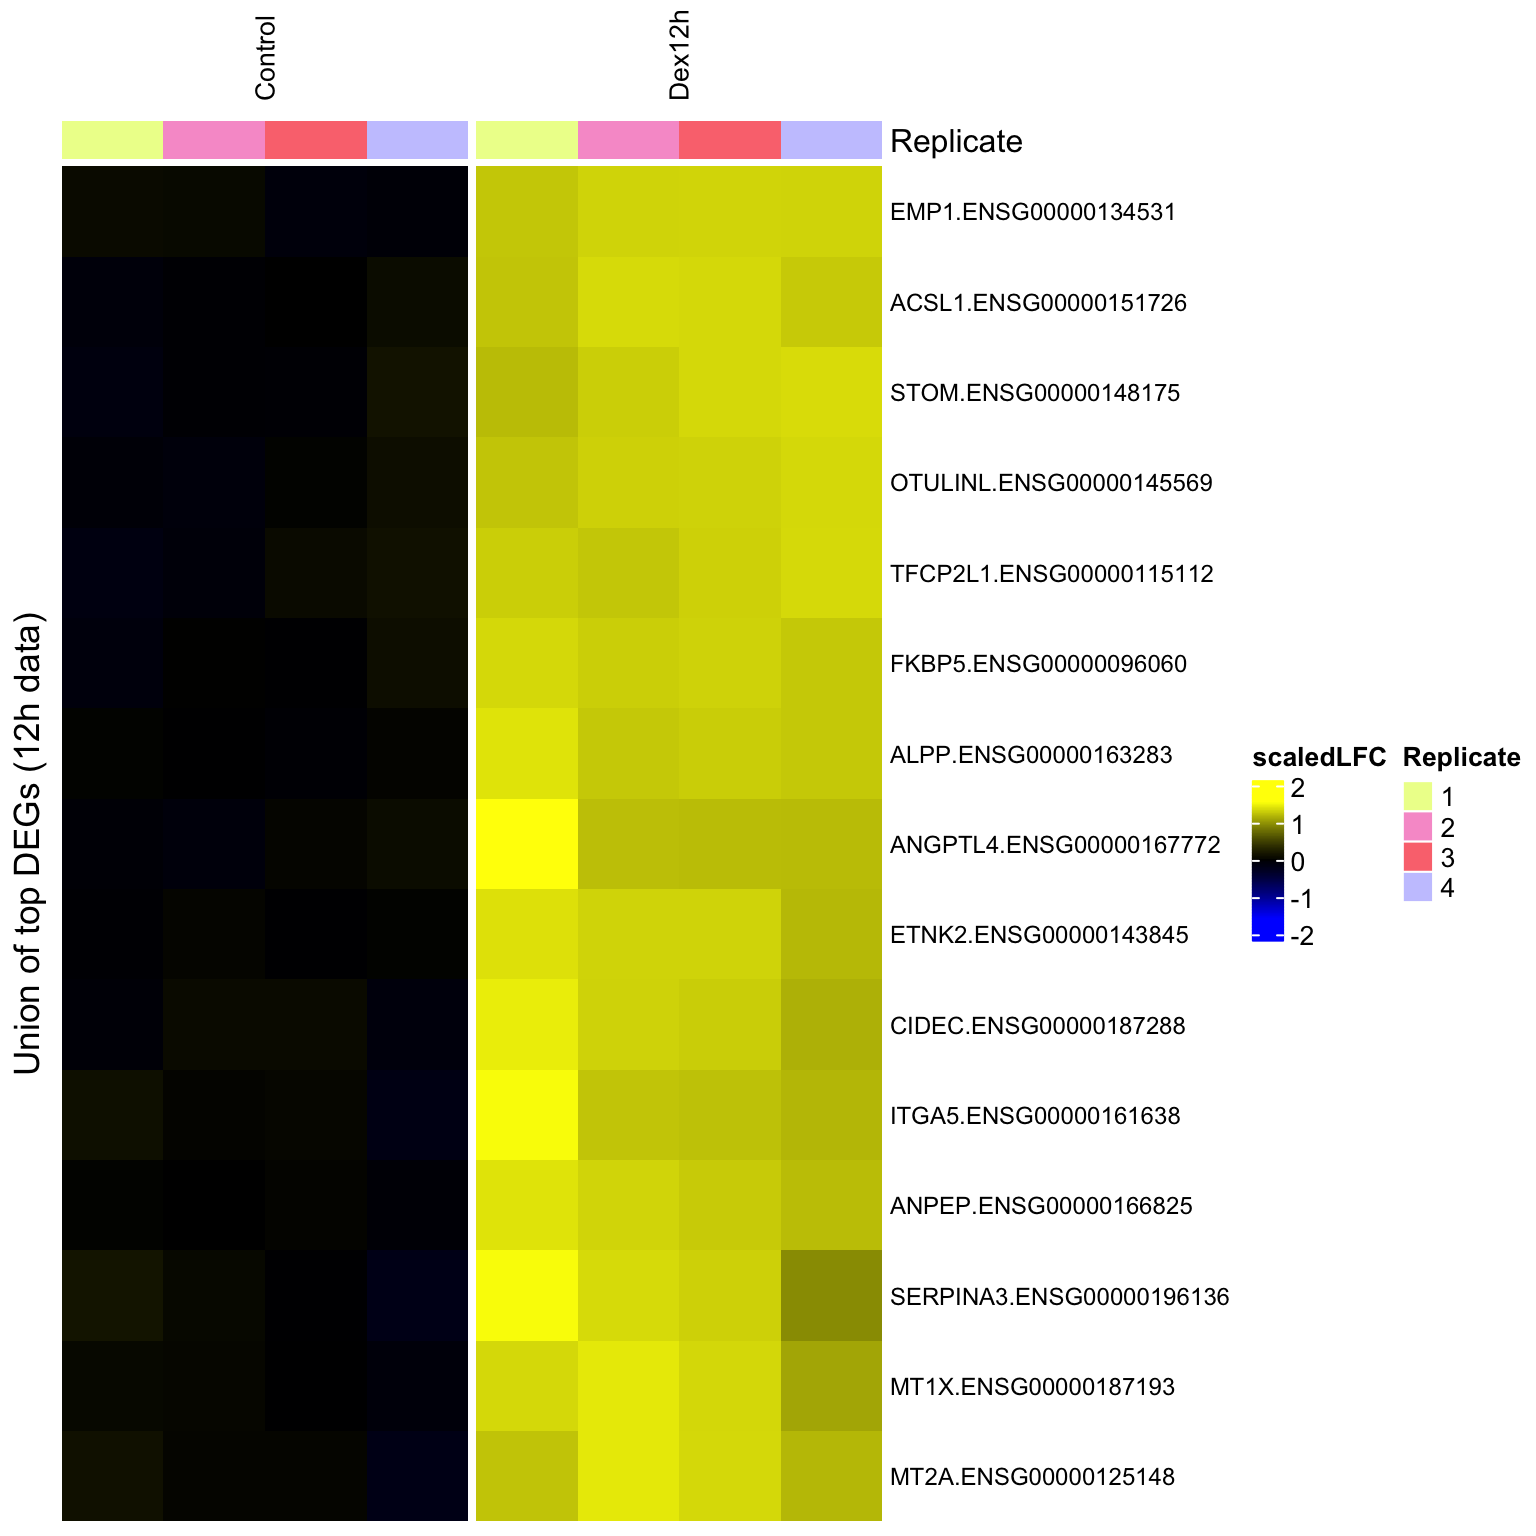 Control
Dex12h
Replicate
EMP1.ENSG00000134531
ACSL1.ENSG00000151726
STOM.ENSG00000148175
OTULINL.ENSG00000145569
TFCP2L1.ENSG00000115112
FKBP5.ENSG00000096060
ALPP.ENSG00000163283
ANGPTL4.ENSG00000167772
ETNK2.ENSG00000143845
CIDEC.ENSG00000187288
ITGA5.ENSG00000161638
ANPEP.ENSG00000166825
SERPINA3.ENSG00000196136
MT1X.ENSG00000187193
MT2A.ENSG00000125148
Union of top DEGs (12h data)
scaledLFC
2
1
0
-1
-2
Replicate
1
2
3
4